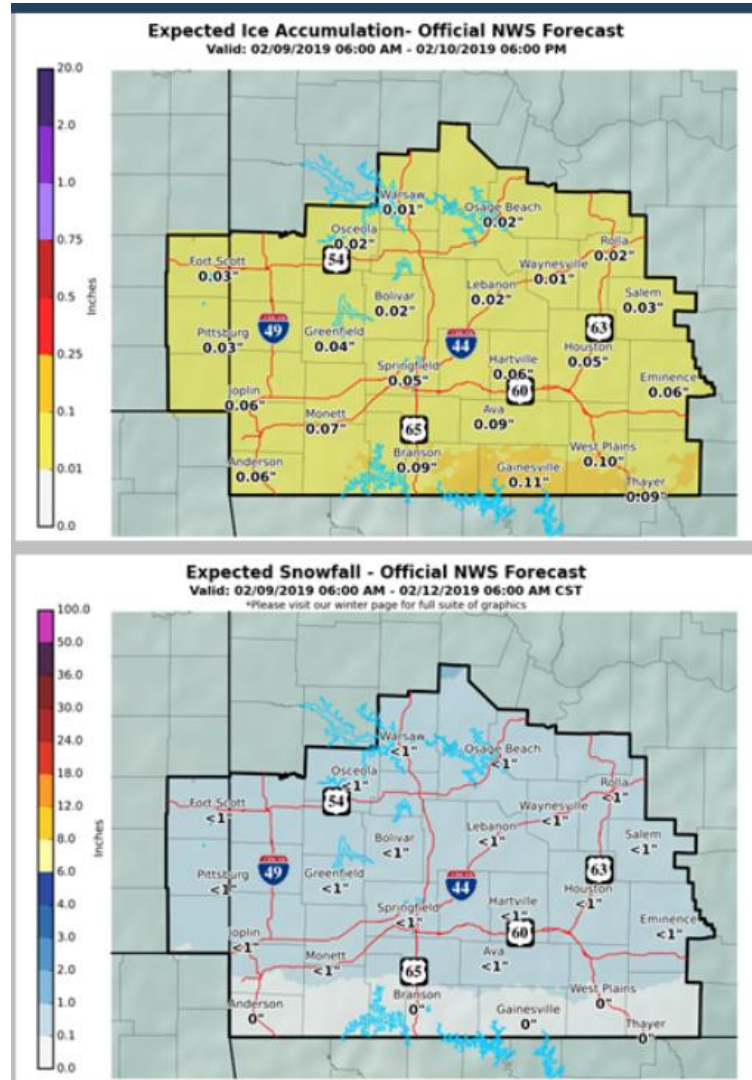 Expected Ice Accumulation- Official NWS Forecast
Valid: 02/09/2019 06:00 AM - 02/10/2019 06:00 PM
20.0
2.0
1.0
0.75
0.5
0.25
0.1
0.01
0.0
Inches
Warsaw
0.01"
Osage Beach
0.02"
Osceola
0.02"
54
Rolla
0.02"
Fort Scott
0.03"
Waynesville
0.01"
Lebanon
0.02"
Bolivar
0.02"
Salem
0.03"
49
Pittsburg
0.03"
Greenfield
0.04"
44
63
Houston
0.05"
Hartville
0.06"
Springfield
0.05"
60
Eminence
0.06"
Joplin
0.06"
Monett
0.07"
Ava
0.09"
65
Branson
0.09"
West Plains
0.10"
Anderson
0.06"
Gainesville
0.11"
Thayer
0.09"
Expected Snowfall - Official NWS Forecast
Valid: 02/09/2019 06:00 AM - 02/12/2019 06:00 AM CST
*Please visit our winter page for full suite of graphics
100.0
50.0
36.0
30.0
24.0
18.0
12.0
8.0
6.0
4.0
3.0
2.0
1.0
0.1
0.0
Inches
Warsaw
<1"
Osage Beach
<1"
Osceola
<1"
54
Rolla
<1"
Fort Scott
<1"
Waynesville
<1"
Lebanon
<1"
Bolivar
<1"
Salem
<1"
49
Pittsburg
<1"
Greenfield
<1"
44
63
Houston
<1"
Hartville
<1"
Springfield
<1"
60
Eminence
<1"
Joplin
<1"
Monett
<1"
Ava
<1"
65
Branson
0"
West Plains
0"
Anderson
0"
Gainesville
0"
Thayer
0"